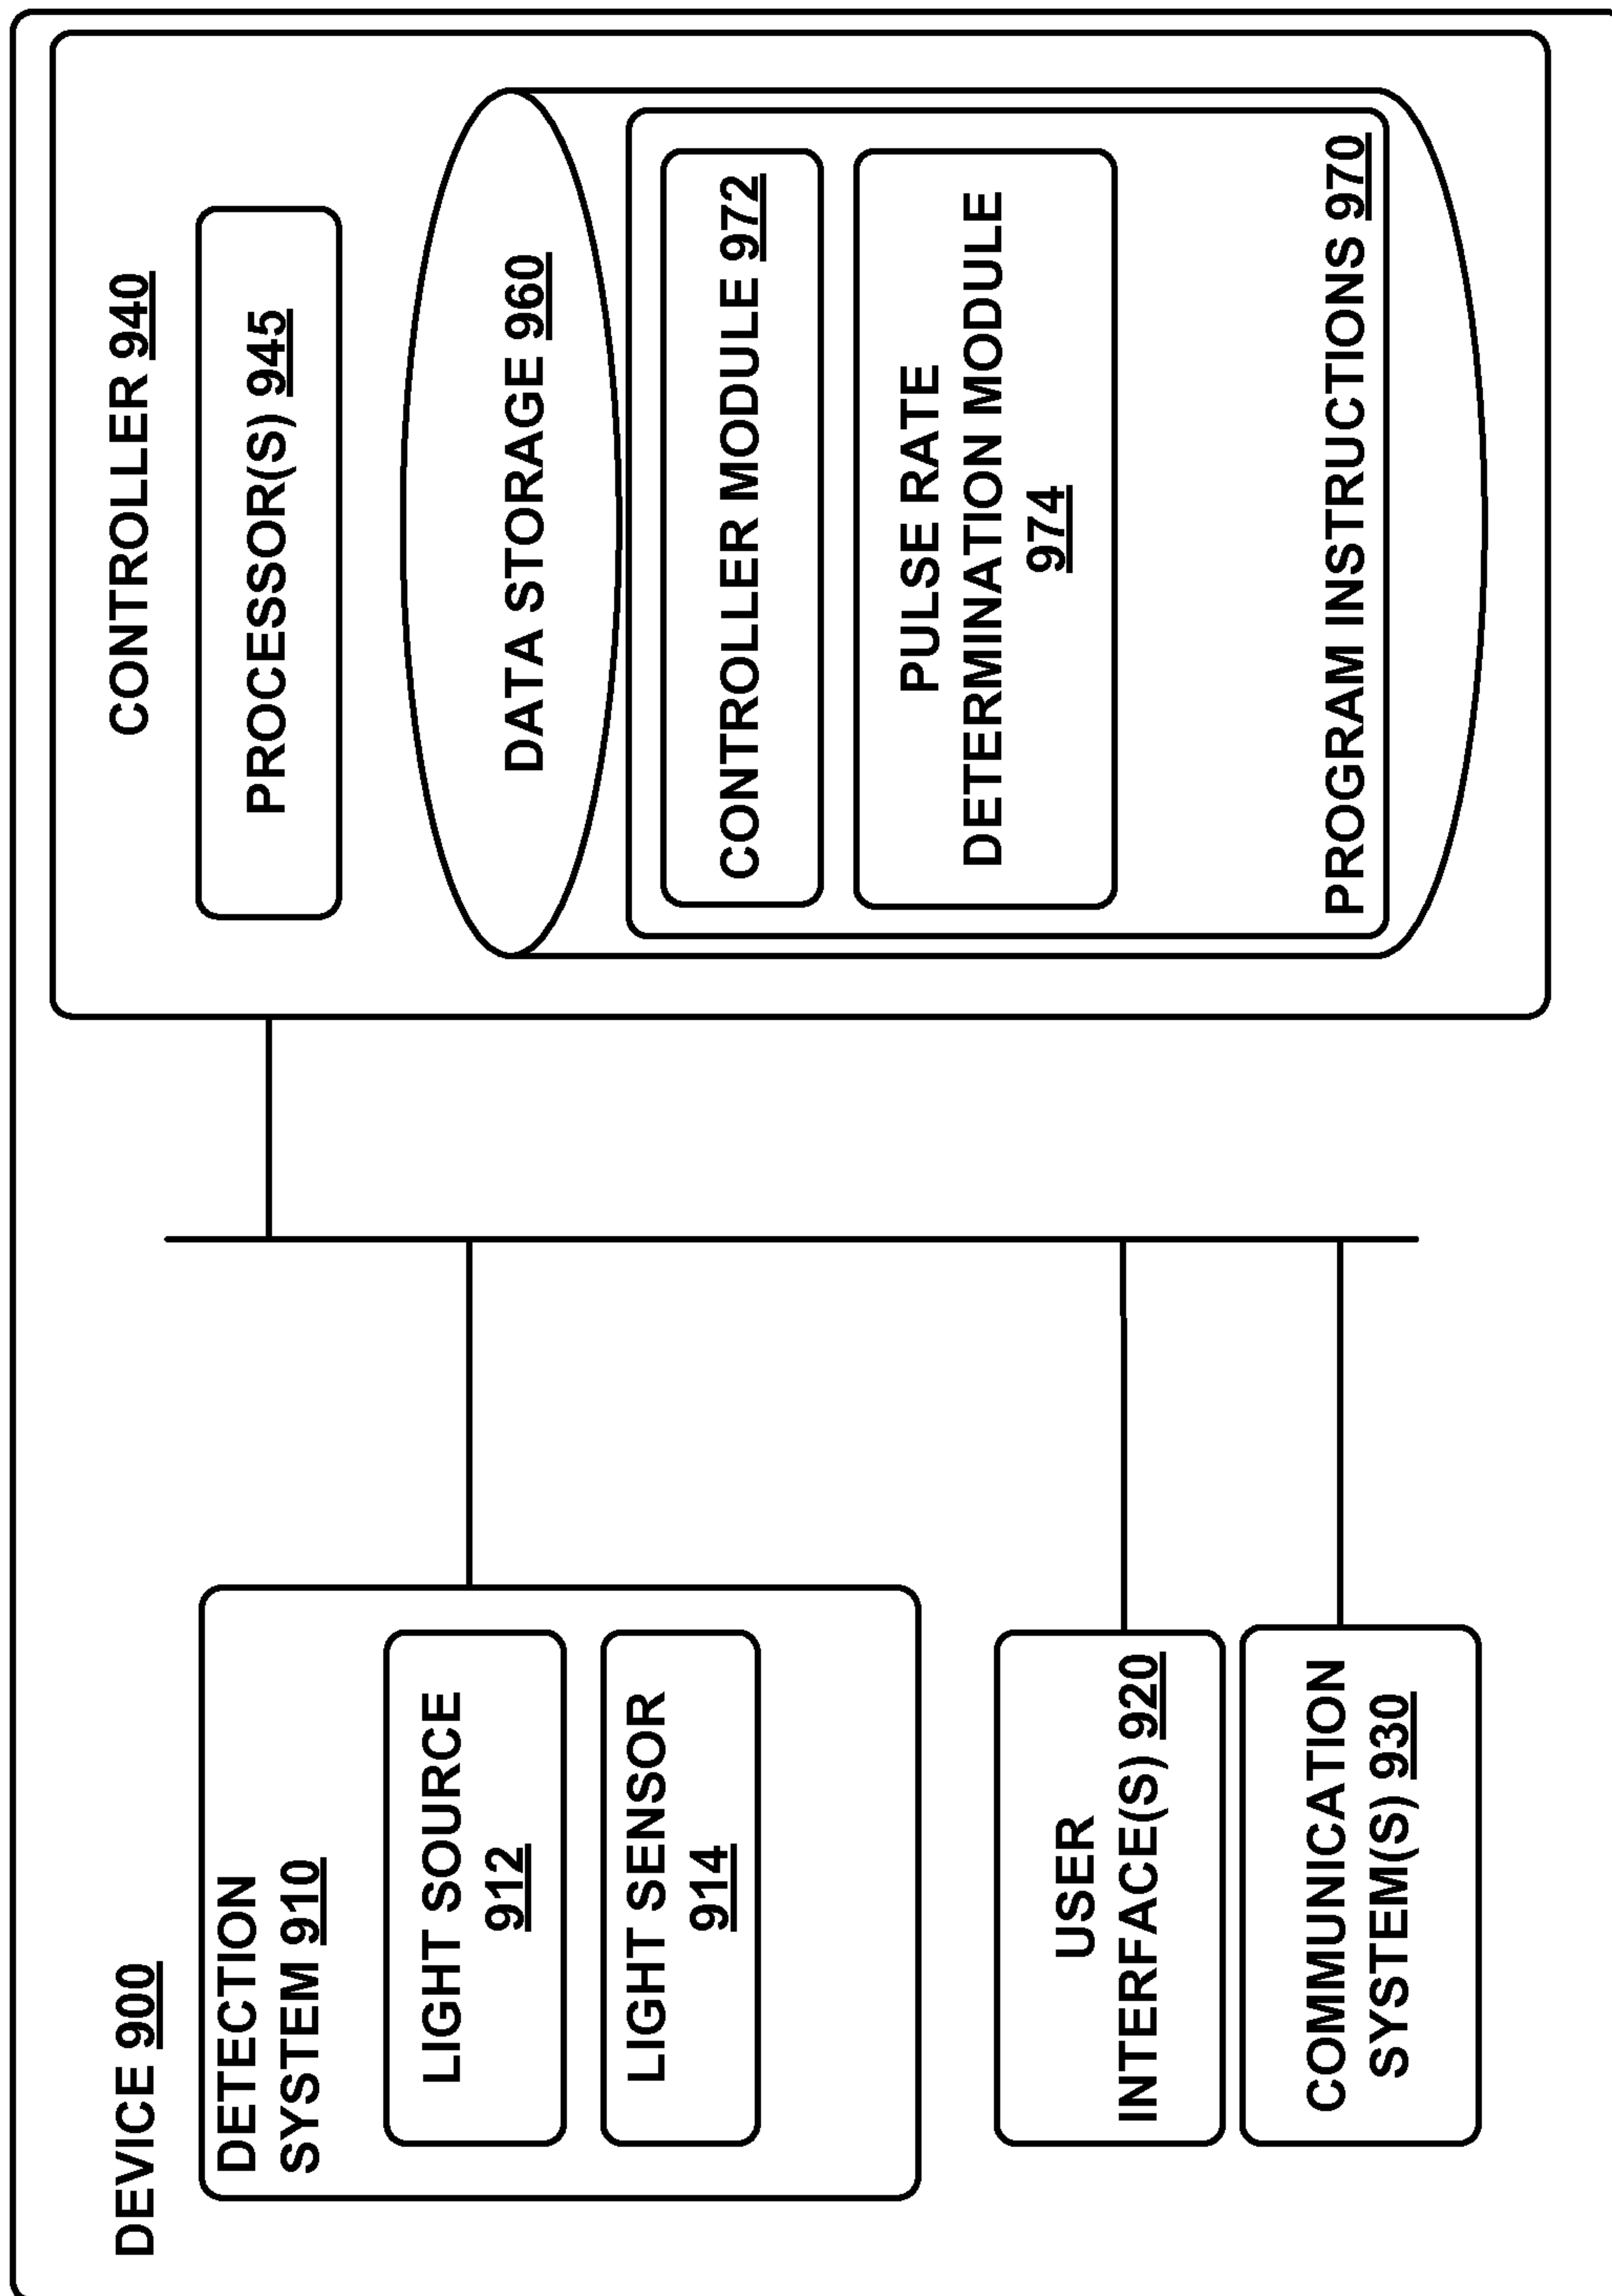 DEVICE 900
DETECTION
SYSTEM 910
LIGHT SOURCE
912
LIGHT SENSOR
914
USER
INTERFACE(S) 920
COMMUNICATION
SYSTEM(S) 930
CONTROLLER 940
PROCESSOR(S) 945
DATA STORAGE 960
CONTROLLER MODULE 972
PULSE RATE
DETERMINATION MODULE
974
PROGRAM INSTRUCTIONS 970